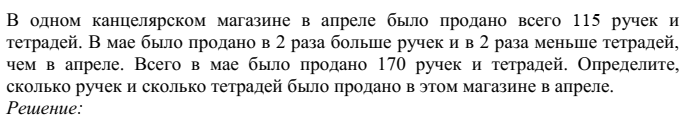 В одном канцелярском магазине в апреле было продано всего 115 ручек и
тетрадей. В мае было продано в 2 раза больше ручек и в 2 раза меньше тетрадей,
чем в апреле. Всего в мае было продано 170 ручек и тетрадей. Определите,
сколько ручек и сколько тетрадей было продано в этом магазине в апреле.
Решение: